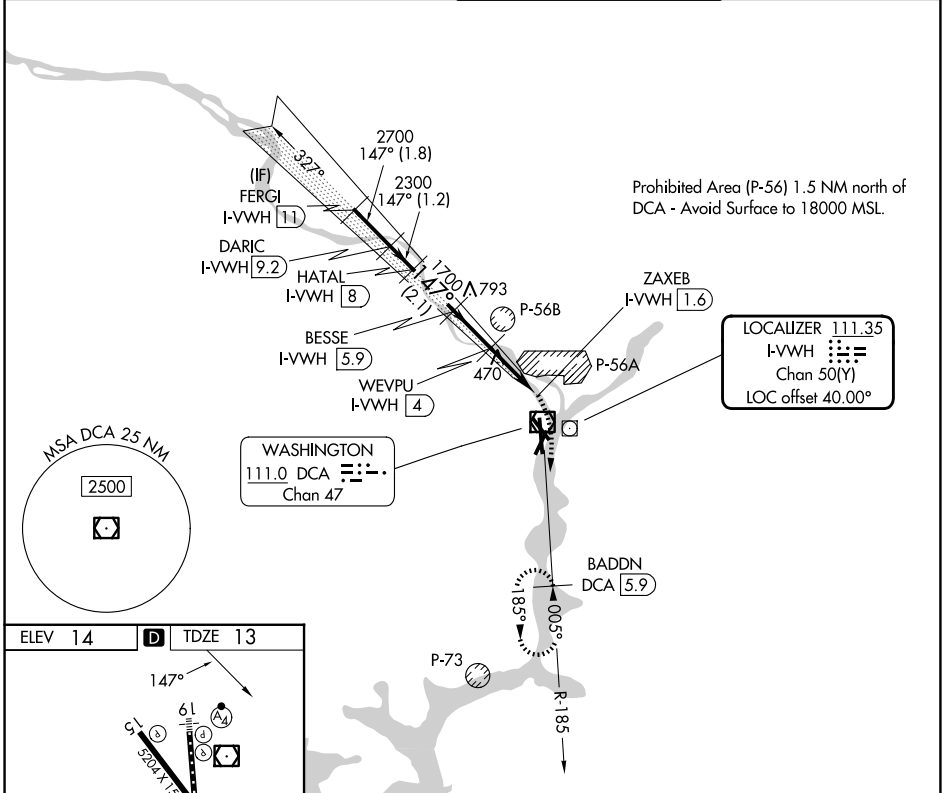 2700
147° (1.8)
2300
147° (1.2)
327°
(IF)
FERGI
I-VWH 11
DARIC
I-VWH 9.2
HATAL
I-VWH 8
1700
147°
(2.1)
793
P-56B
BESSE
I-VWH 5.9
470
WEVPU
I-VWH 4
Prohibited Area (P-56) 1.5 NM north of
DCA - Avoid Surface to 18000 MSL.
ZAXEB
I-VWH 1.6
P-56A
LOCALIZER 111.35
I-VWH
Chan 50(Y)
LOC offset 40.00°
WASHINGTON
111.0 DCA
Chan 47
MSA DCA 25 NM
2500
BADDN
DCA 5.9
185°
005°
R-185
P-73
ELEV 14
D
TDZE 13
147°
19
A4
P
P
P
15